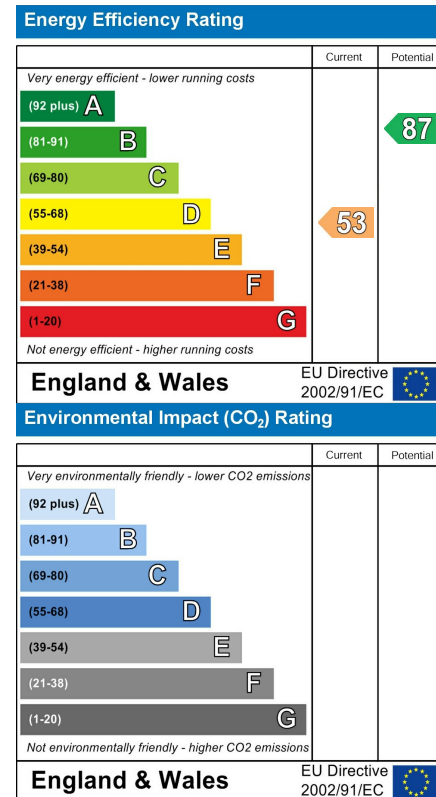 Energy Efficiency Rating
Current Potential
Very energy efficient - lower running costs
(92 plus) A
(81-91) B
87
(69-80) C
(55-68) D
53
(39-54) E
(21-38) F
(1-20) G
Not energy efficient - higher running costs
England & Wales
EU Directive
2002/91/EC
Environmental Impact (CO₂) Rating
Current Potential
Very environmentally friendly - lower CO2 emissions
(92 plus) A
(81-91) B
(69-80) C
(55-68) D
(39-54) E
(21-38) F
(1-20) G
Not environmentally friendly - higher CO2 emissions
England & Wales
EU Directive
2002/91/EC